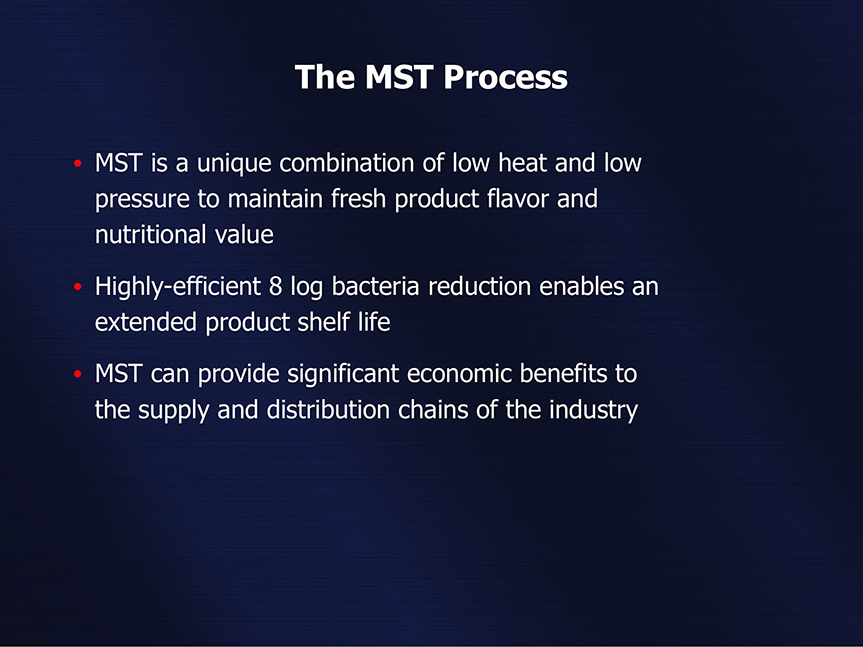 The MST Process
• MST is a unique combination of low heat and low
pressure to maintain fresh product flavor and
nutritional value
• Highly-efficient 8 log bacteria reduction enables an
extended product shelf life
• MST can provide significant economic benefits to
the supply and distribution chains of the industry